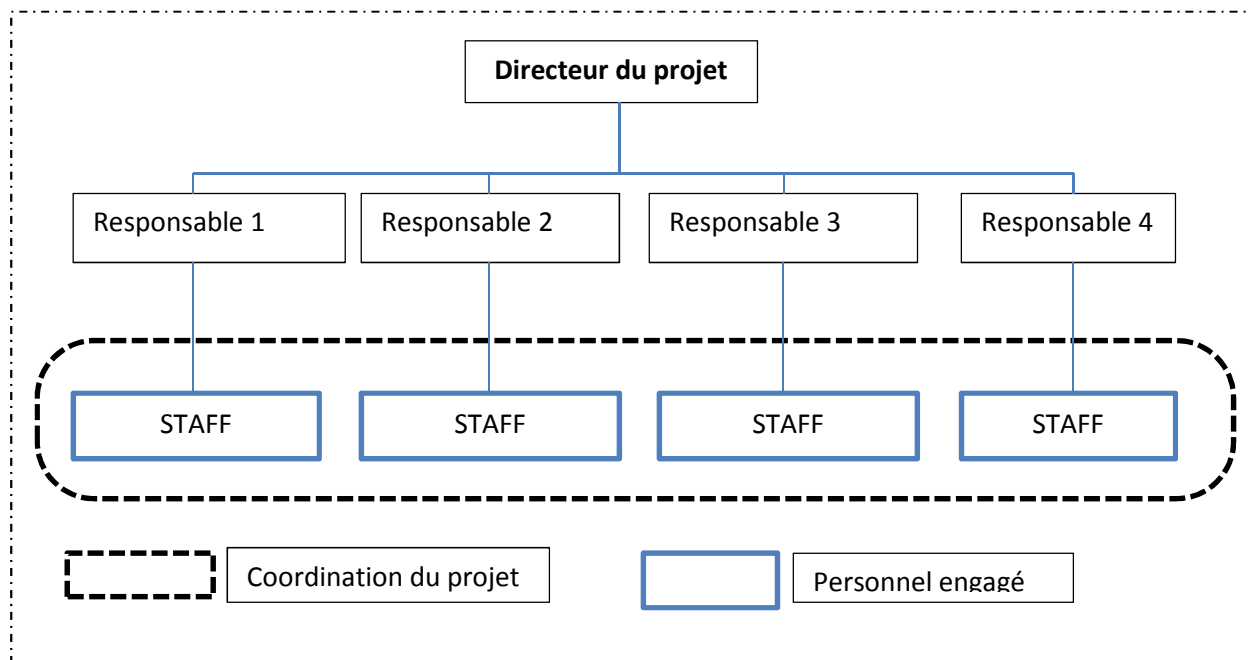 Directeur du projet
Responsable 1
Responsable 2
Responsable 3
Responsable 4
STAFF
STAFF
STAFF
STAFF
Coordination du projet
Personnel engagé